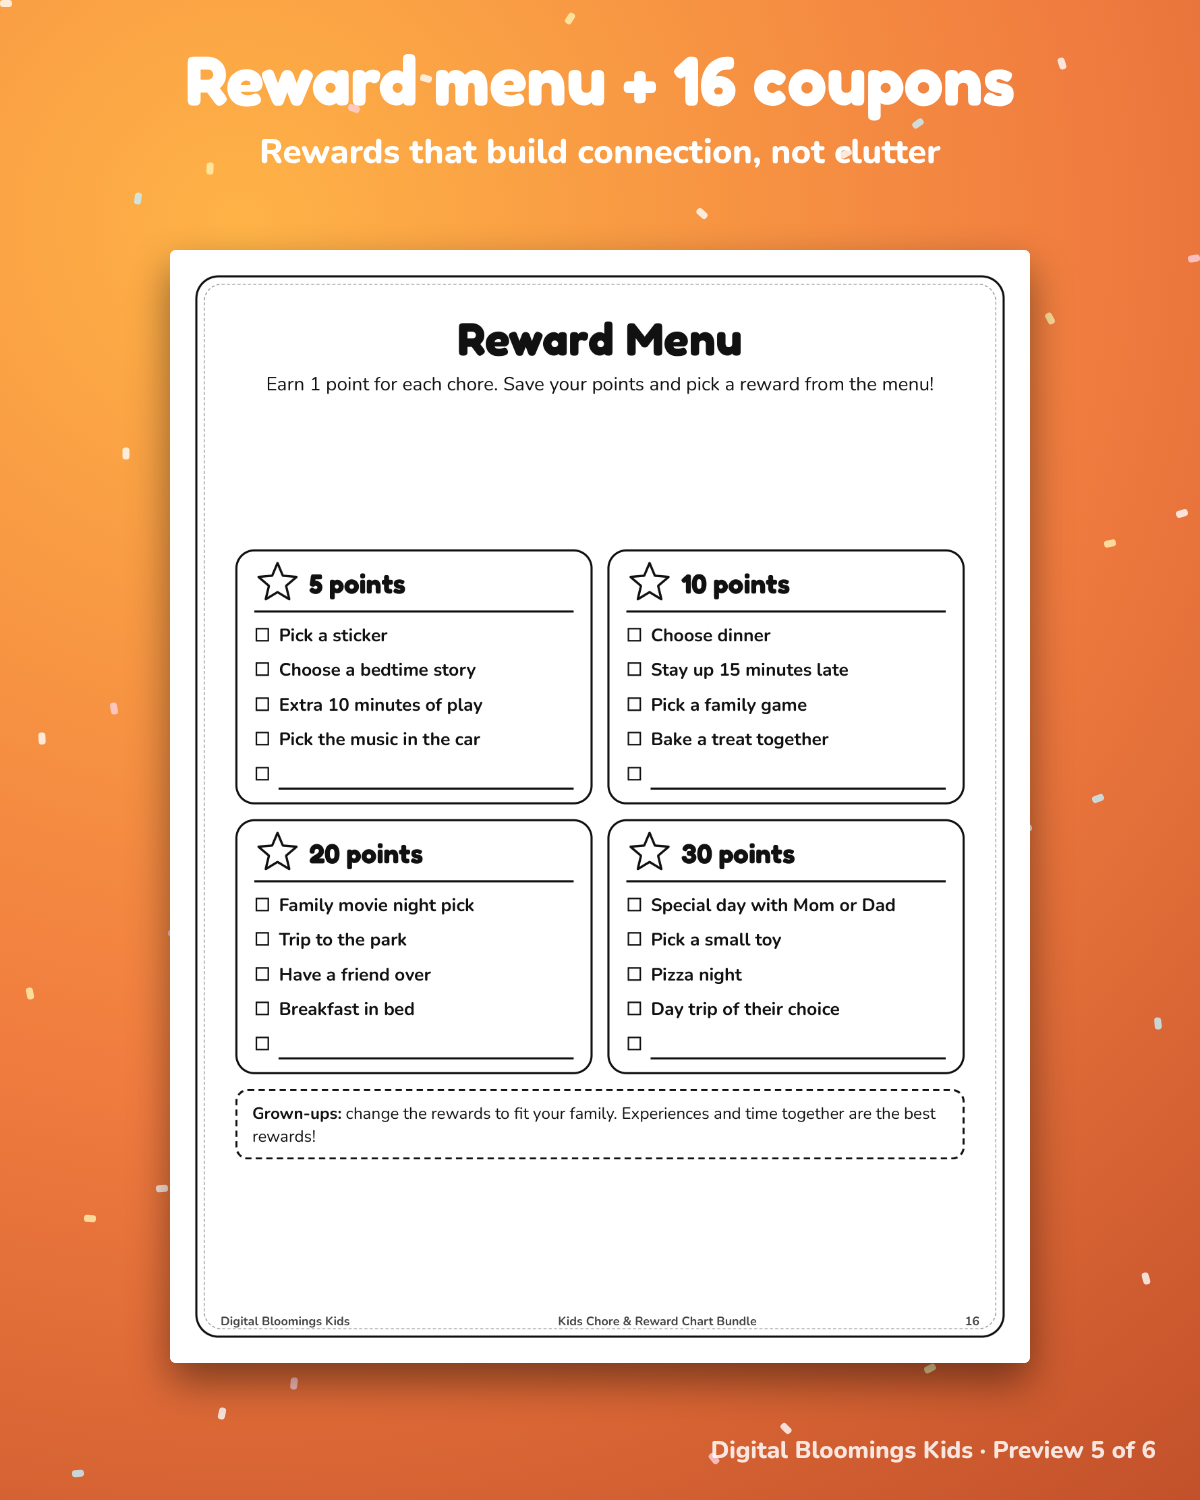 Reward menu + 16 coupons
Rewards that build connection, not clutter
Reward Menu
Earn 1 point for each chore. Save your points and pick a reward from the menu!
5 points
Pick a sticker
Choose a bedtime story
Extra 10 minutes of play
Pick the music in the car
10 points
Choose dinner
Stay up 15 minutes late
Pick a family game
Bake a treat together
20 points
Family movie night pick
Trip to the park
Have a friend over
Breakfast in bed
30 points
Special day with Mom or Dad
Pick a small toy
Pizza night
Day trip of their choice
Grown-ups: change the rewards to fit your family. Experiences and time together are the best
rewards!
Digital Bloomings Kids
Kids Chore & Reward Chart Bundle
16
Digital Bloomings Kids · Preview 5 of 6